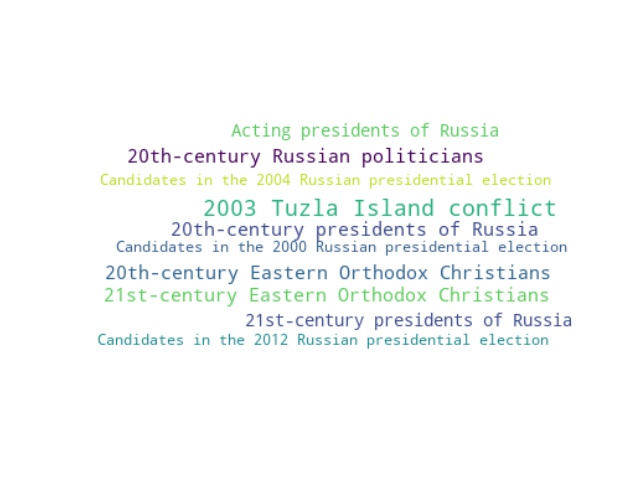 Acting presidents of Russia
20th-century Russian politicians
Candidates in the 2004 Russian presidential election
2003 Tuzla Island conflict
20th-century presidents of Russia
Candidates in the 2000 Russian presidential election
20th-century Eastern Orthodox Christians
21st-century Eastern Orthodox Christians
21st-century presidents of Russia
Candidates in the 2012 Russian presidential election